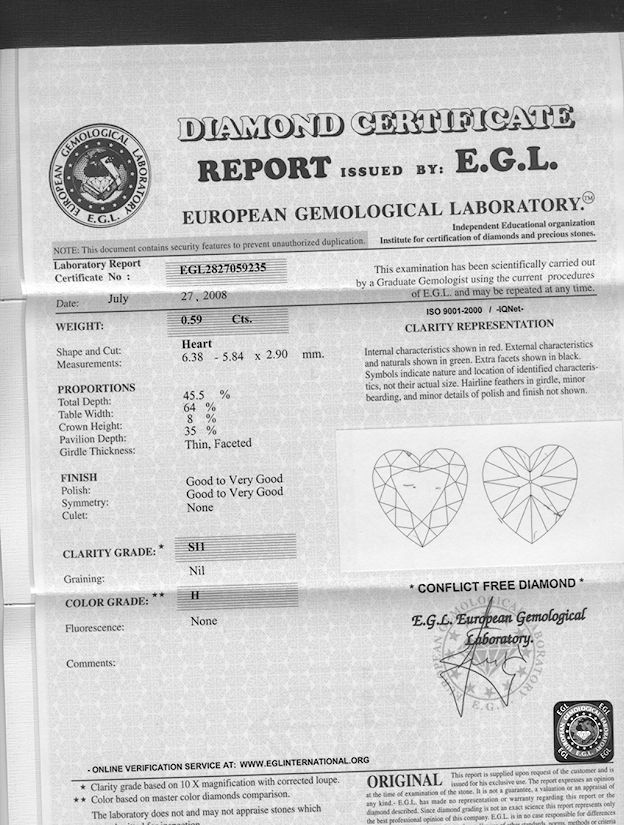 EUROPEAN GEMOLOGICAL LABORATORY
E.G.L.
DIAMOND CERTIFICATE
REPORT ISSUED BY: E.G.L.
EUROPEAN GEMOLOGICAL LABORATORY.™
Independent Educational organization
Institute for certification of diamonds and precious stones.
NOTE: This document contains security features to prevent unauthorized duplication.
Laboratory Report
Certificate No : EGL2827059235
Date: July 27, 2008
WEIGHT: 0.59 Cts.
Shape and Cut: Heart
Measurements: 6.38 - 5.84 x 2.90 mm.
PROPORTIONS
Total Depth: 45.5 %
Table Width: 64 %
Crown Height: 8 %
Pavilion Depth: 35 %
Girdle Thickness: Thin, Faceted
FINISH
Polish: Good to Very Good
Symmetry: Good to Very Good
Culet: None
CLARITY GRADE: * SI1
Graining: Nil
COLOR GRADE: ** H
Fluorescence: None
Comments:
This examination has been scientifically carried out
by a Graduate Gemologist using the current procedures
of E.G.L. and may be repeated at any time.
ISO 9001-2000 / -IQNet-
CLARITY REPRESENTATION
Internal characteristics shown in red. External characteristics
and naturals shown in green. Extra facets shown in black.
Symbols indicate nature and location of identified characteris-
tics, not their actual size. Hairline feathers in girdle, minor
bearding, and minor details of polish and finish not shown.
* CONFLICT FREE DIAMOND *
E.G.L. European Gemological
Laboratory.
EUROPEAN GEMOLOGICAL LABORATORY
E.G.L.
EGL EGL
EGL EGL
- ONLINE VERIFICATION SERVICE AT: WWW.EGLINTERNATIONAL.ORG
* Clarity grade based on 10 X magnification with corrected loupe.
** Color based on master color diamonds comparison.
The laboratory does not and may not appraise stones which
ORIGINAL This report is supplied upon request of the customer and is
issued for his exclusive use. The report expresses an opinion
at the time of examination of the stone. It is not a guarantee, a valuation or an appraisal of
any kind.- E.G.L. has made no representation or warranty regarding this report or the
diamond described. Since diamond grading is not an exact science this report represents only
the best professional opinion of this company. E.G.L. is in no case responsible for differences